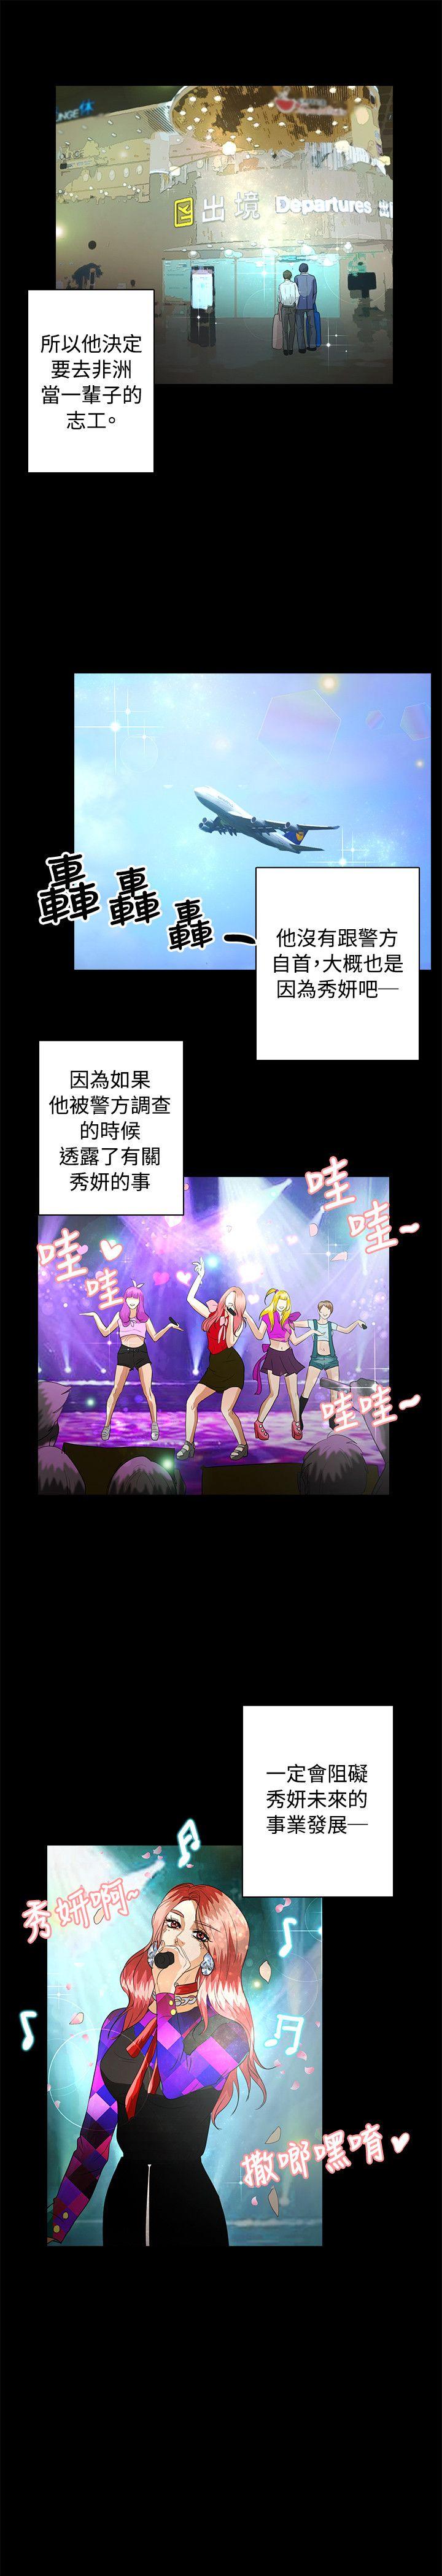 UNGE 休
出境 Departures 出
所以他決定
要去非洲
當一輩子的
志工。
轟
轟
轟—
他沒有跟警方
自首，大概也是
因為秀妍吧—
因為如果
他被警方調查
的時候
透露了有關
秀妍的事
哇
哇~
哇♥
哇
哇哇~
一定會阻礙
秀妍未來的
事業發展—
秀妍啊~
撒啷嘿唷♥